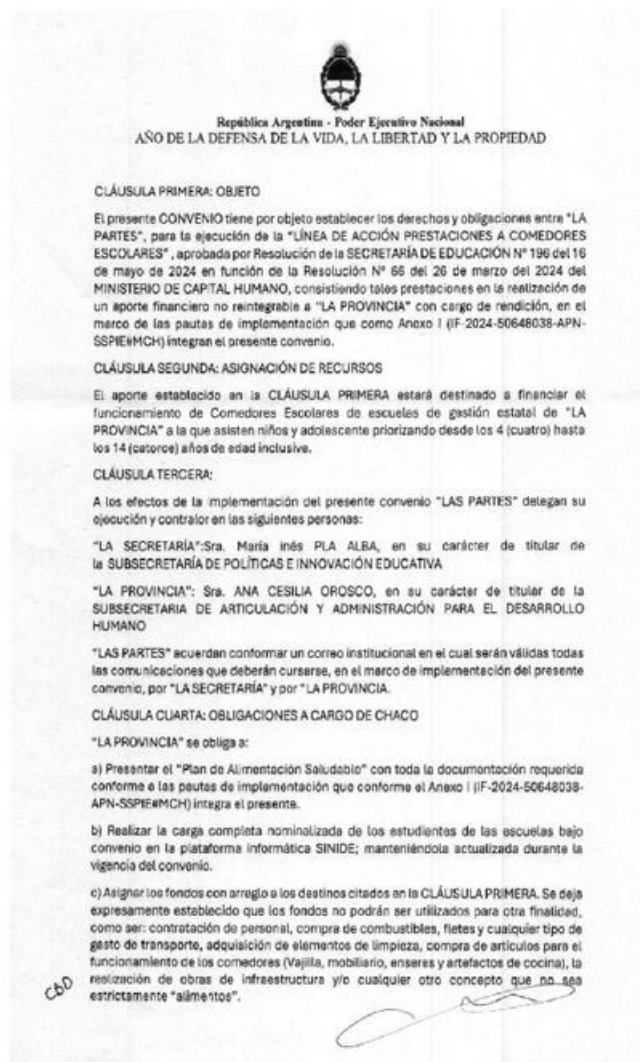 República Argentina - Poder Ejecutivo Nacional
AÑO DE LA DEFENSA DE LA VIDA, LA LIBERTAD Y LA PROPIEDAD
CLÁUSULA PRIMERA: OBJETO
El presente CONVENIO tiene por objeto establecer los derechos y obligaciones entre "LA
PARTES", para la ejecución de la "LÍNEA DE ACCIÓN PRESTACIONES A COMEDORES
ESCOLARES" , aprobada por Resolución de la SECRETARÍA DE EDUCACIÓN N° 196 del 16
de mayo de 2024 en función de la Resolución N° 66 del 26 de marzo del 2024 del
MINISTERIO DE CAPITAL HUMANO, consistiendo tales prestaciones en la realización de
un aporte financiero no reintegrable a "LA PROVINCIA" con cargo de rendición, en el
marco de las pautas de implementación que como Anexo I (IF-2024-50648038-APN-
SSPIE#MCH) integran el presente convenio.
CLÁUSULA SEGUNDA: ASIGNACIÓN DE RECURSOS
El aporte establecido en la CLÁUSULA PRIMERA estará destinado a financiar el
funcionamiento de Comedores Escolares de escuelas de gestión estatal de "LA
PROVINCIA" a la que asisten niños y adolescente priorizando desde los 4 (cuatro) hasta
los 14 (catorce) años de edad inclusive.
CLÁUSULA TERCERA:
A los efectos de la implementación del presente convenio "LAS PARTES" delegan su
ejecución y contralor en las siguientes personas:
"LA SECRETARÍA":Sra. María inés PLA ALBA, en su carácter de titular de
la SUBSECRETARÍA DE POLÍTICAS E INNOVACIÓN EDUCATIVA
"LA PROVINCIA": Sra. ANA CESILIA OROSCO, en su carácter de titular de la
SUBSECRETARIA DE ARTICULACIÓN Y ADMINISTRACIÓN PARA EL DESARROLLO
HUMANO
"LAS PARTES" acuerdan conformar un correo institucional en el cual serán válidas todas
las comunicaciones que deberán cursarse, en el marco de implementación del presente
convenio, por "LA SECRETARÍA" y por "LA PROVINCIA.
CLÁUSULA CUARTA: OBLIGACIONES A CARGO DE CHACO
"LA PROVINCIA" se obliga a:
a) Presentar el "Plan de Alimentación Saludable" con toda la documentación requerida
conforme a las pautas de implementación que conforme el Anexo I (IF-2024-50648038-
APN-SSPIE#MCH) integra el presente.
b) Realizar la carga completa nominalizada de los estudiantes de las escuelas bajo
convenio en la plataforma informática SINIDE; manteniéndola actualizada durante la
vigencia del convenio.
c) Asignar los fondos con arreglo a los destinos citados en la CLÁUSULA PRIMERA. Se deja
expresamente establecido que los fondos no podrán ser utilizados para otra finalidad,
como ser: contratación de personal, compra de combustibles, fletes y cualquier tipo de
gasto de transporte, adquisición de elementos de limpieza, compra de artículos para el
funcionamiento de los comedores (Vajilla, mobiliario, enseres y artefactos de cocina), la
realización de obras de infraestructura y/o cualquier otro concepto que no sea
estrictamente "alimentos".